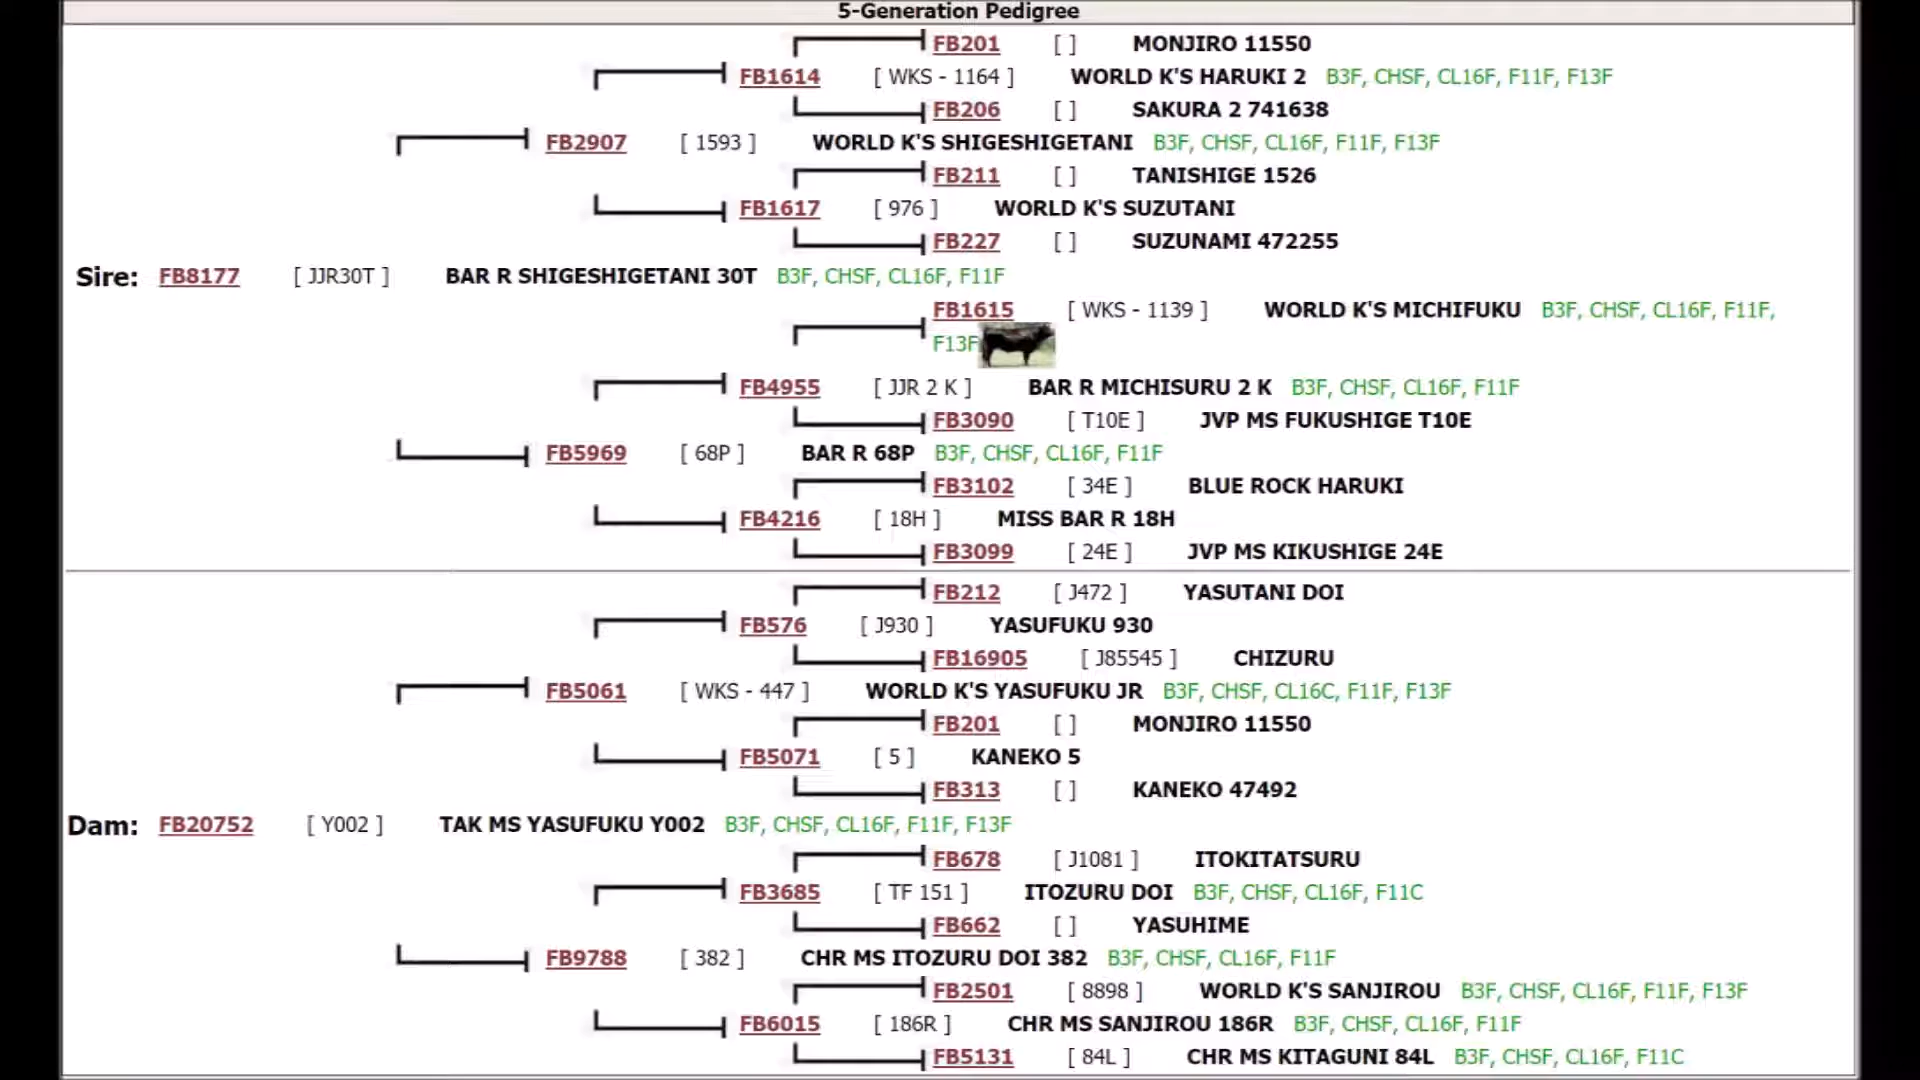 5-Generation Pedigree
FB201 [ ] MONJIRO 11550
FB1614 [ WKS - 1164 ] WORLD K'S HARUKI 2 B3F, CHSF, CL16F, F11F, F13F
FB206 [ ] SAKURA 2 741638
FB2907 [ 1593 ] WORLD K'S SHIGESHIGETANI B3F, CHSF, CL16F, F11F, F13F
FB211 [ ] TANISHIGE 1526
FB1617 [ 976 ] WORLD K'S SUZUTANI
FB227 [ ] SUZUNAMI 472255
Sire: FB8177 [ JJR30T ] BAR R SHIGESHIGETANI 30T B3F, CHSF, CL16F, F11F
FB1615 [ WKS - 1139 ] WORLD K'S MICHIFUKU B3F, CHSF, CL16F, F11F,
F13F
FB4955 [ JJR 2 K ] BAR R MICHISURU 2 K B3F, CHSF, CL16F, F11F
FB3090 [ T10E ] JVP MS FUKUSHIGE T10E
FB5969 [ 68P ] BAR R 68P B3F, CHSF, CL16F, F11F
FB3102 [ 34E ] BLUE ROCK HARUKI
FB4216 [ 18H ] MISS BAR R 18H
FB3099 [ 24E ] JVP MS KIKUSHIGE 24E
FB212 [ J472 ] YASUTANI DOI
FB576 [ J930 ] YASUFUKU 930
FB16905 [ J85545 ] CHIZURU
FB5061 [ WKS - 447 ] WORLD K'S YASUFUKU JR B3F, CHSF, CL16C, F11F, F13F
FB201 [ ] MONJIRO 11550
FB5071 [ 5 ] KANEKO 5
FB313 [ ] KANEKO 47492
Dam: FB20752 [ Y002 ] TAK MS YASUFUKU Y002 B3F, CHSF, CL16F, F11F, F13F
FB678 [ J1081 ] ITOKITATSURU
FB3685 [ TF 151 ] ITOZURU DOI B3F, CHSF, CL16F, F11C
FB662 [ ] YASUHIME
FB9788 [ 382 ] CHR MS ITOZURU DOI 382 B3F, CHSF, CL16F, F11F
FB2501 [ 8898 ] WORLD K'S SANJIROU B3F, CHSF, CL16F, F11F, F13F
FB6015 [ 186R ] CHR MS SANJIROU 186R B3F, CHSF, CL16F, F11F
FB5131 [ 84L ] CHR MS KITAGUNI 84L B3F, CHSF, CL16F, F11C